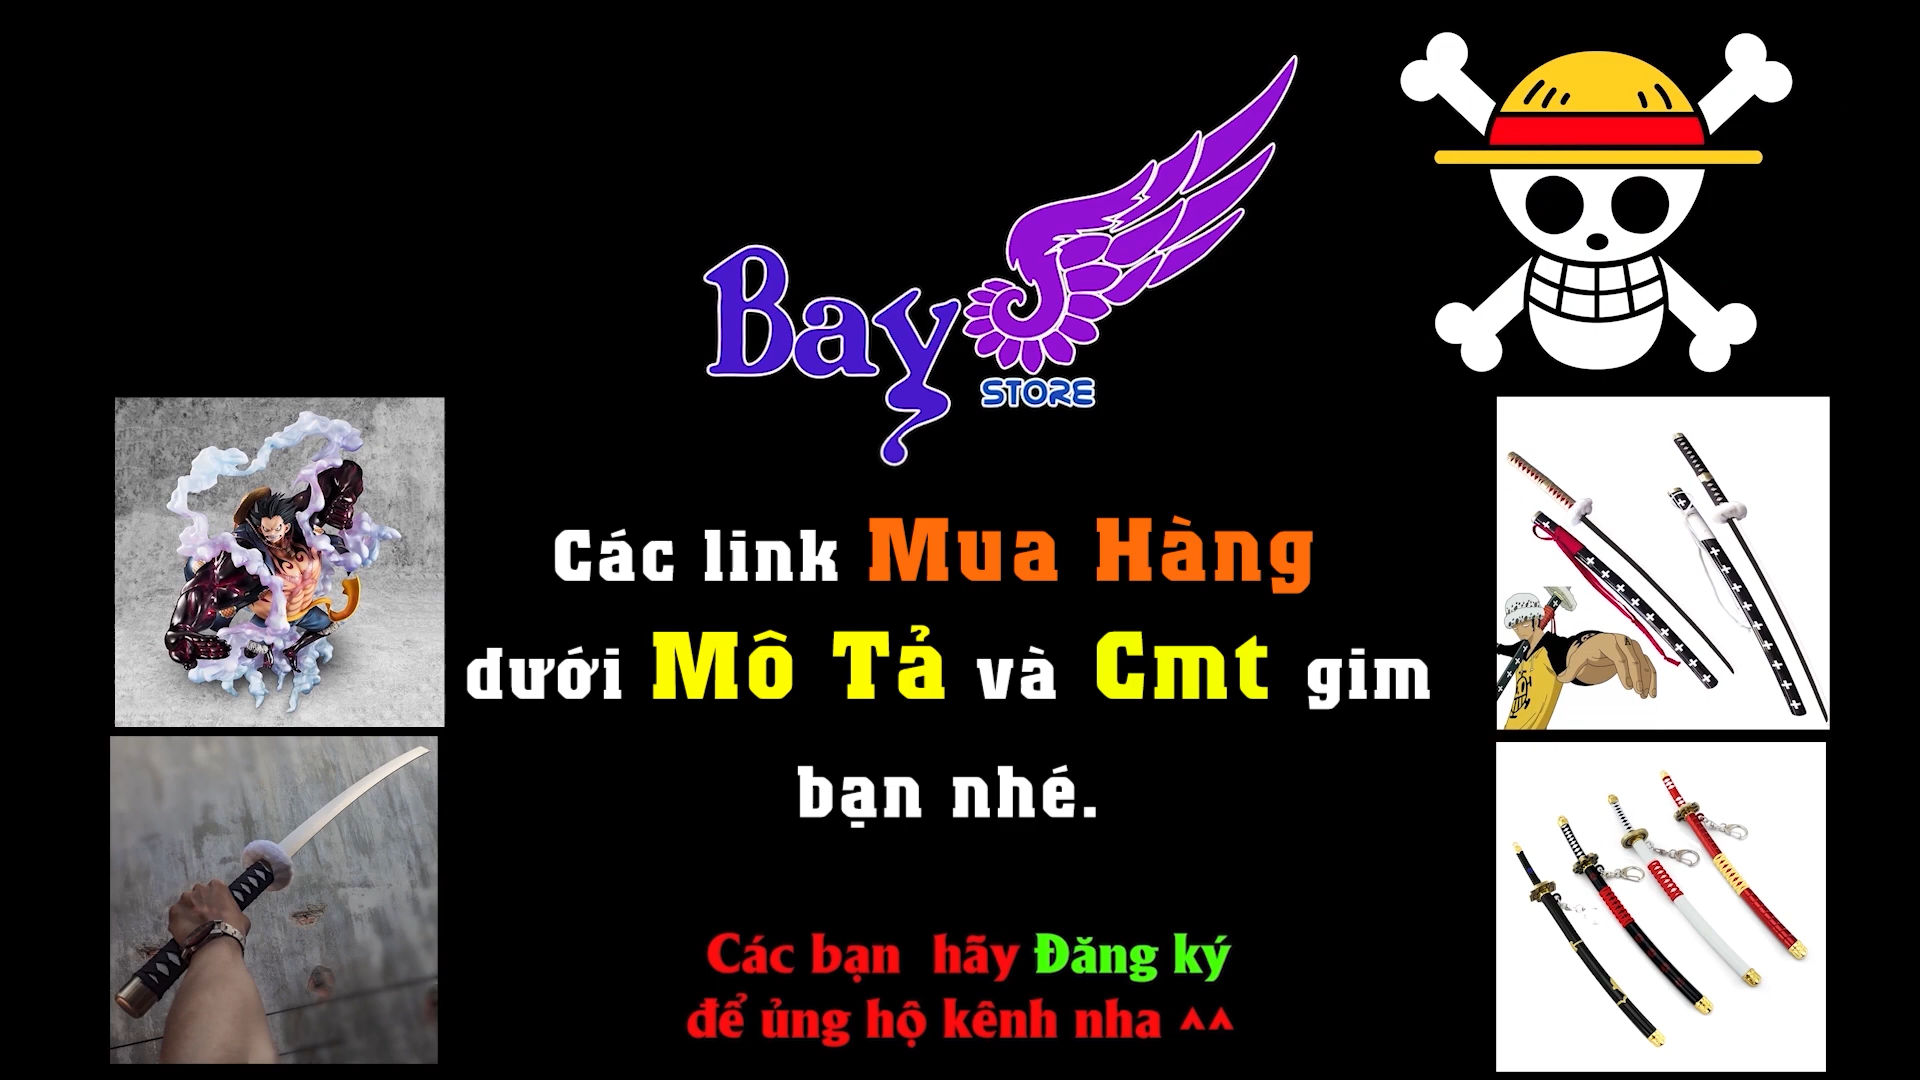 Bay
STORE
Các link Mua Hàng
dưới Mô Tả và Cmt gim
bạn nhé.
Các bạn hãy Đăng ký
để ủng hộ kênh nha ^^